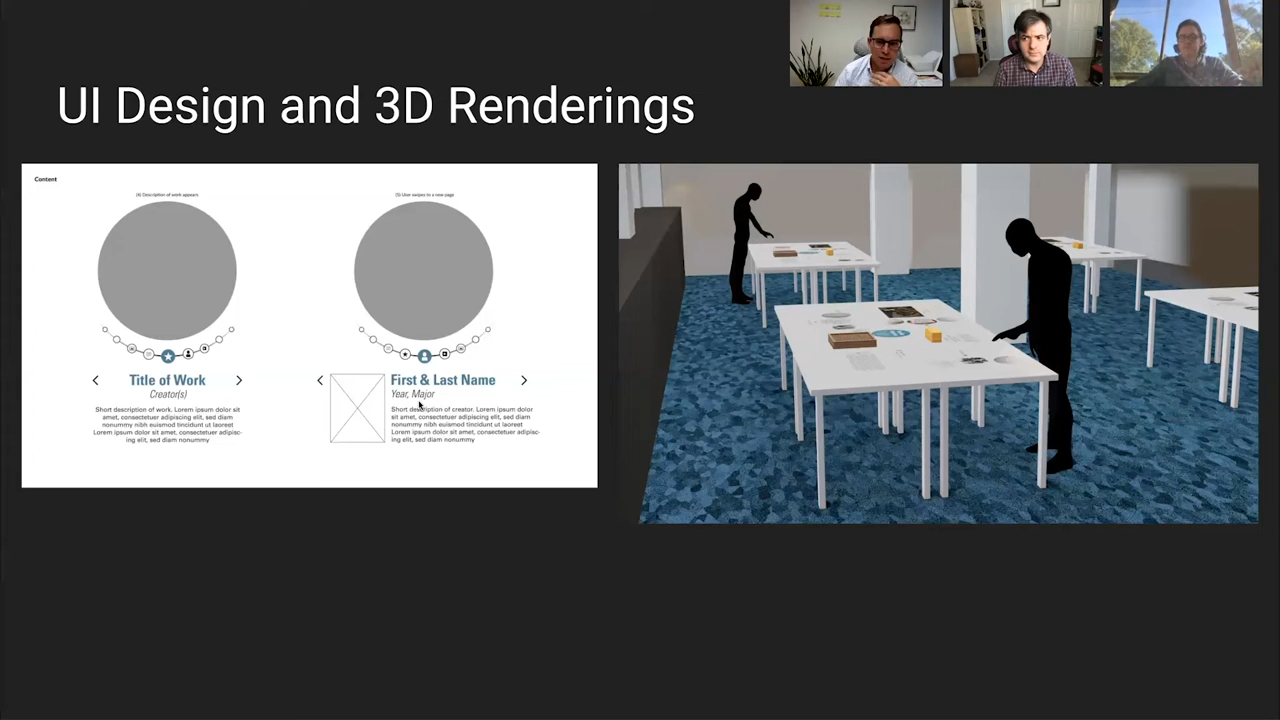 UI Design and 3D Renderings
Content
(4) Description of work appears
(5) User swipes to a new page
Title of Work
Creator(s)
Short description of work. Lorem ipsum dolor sit
amet, consectetuer adipiscing elit, sed diam
nonummy nibh euismod tincidunt ut laoreet
Lorem ipsum dolor sit amet, consectetuer adipisc-
ing elit, sed diam nonummy
First & Last Name
Year, Major
Short description of creator. Lorem ipsum dolor
sit amet, consectetuer adipiscing elit, sed diam
nonummy nibh euismod tincidunt ut laoreet
Lorem ipsum dolor sit amet, consectetuer adipisc-
ing elit, sed diam nonummy